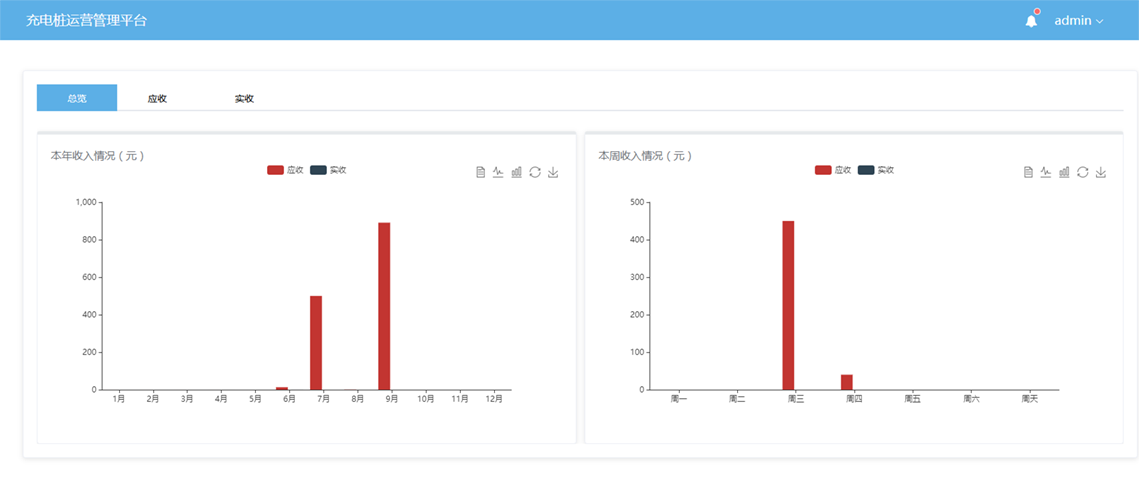 充电桩运营管理平台
admin
总览 应收 实收
本年收入情况（元）
应收 实收
1,000
800
600
400
200
0
1月 2月 3月 4月 5月 6月 7月 8月 9月 10月 11月 12月
本周收入情况（元）
应收 实收
500
400
300
200
100
0
周一 周二 周三 周四 周五 周六 周天